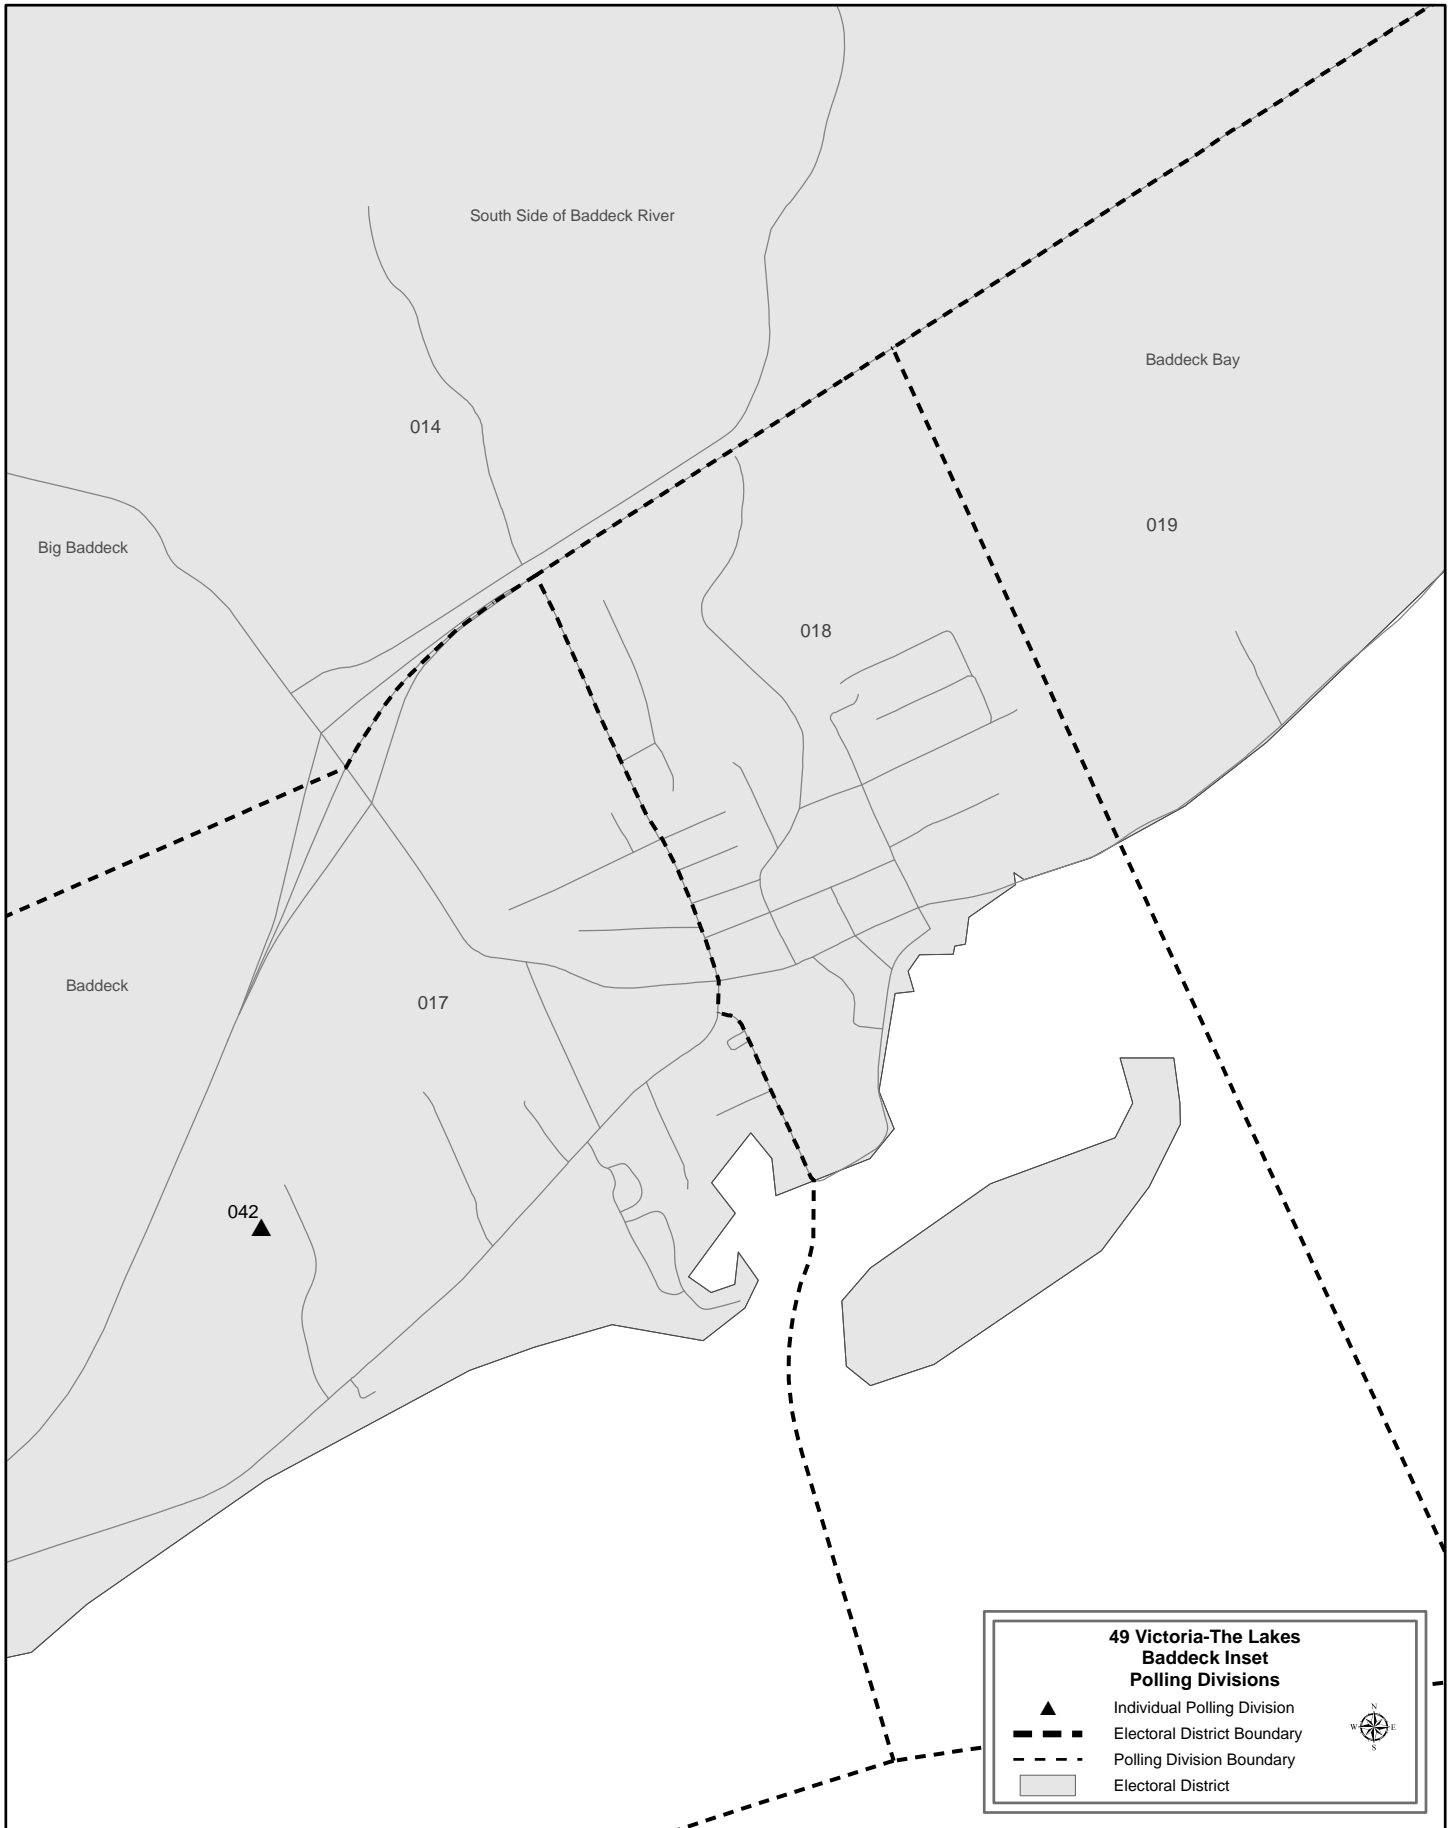 South Side of Baddeck River
Baddeck Bay
014
019
Big Baddeck
018
Baddeck
017
042
49 Victoria-The Lakes
Baddeck Inset
Polling Divisions
Individual Polling Division
Electoral District Boundary
Polling Division Boundary
Electoral District
N
W E
S